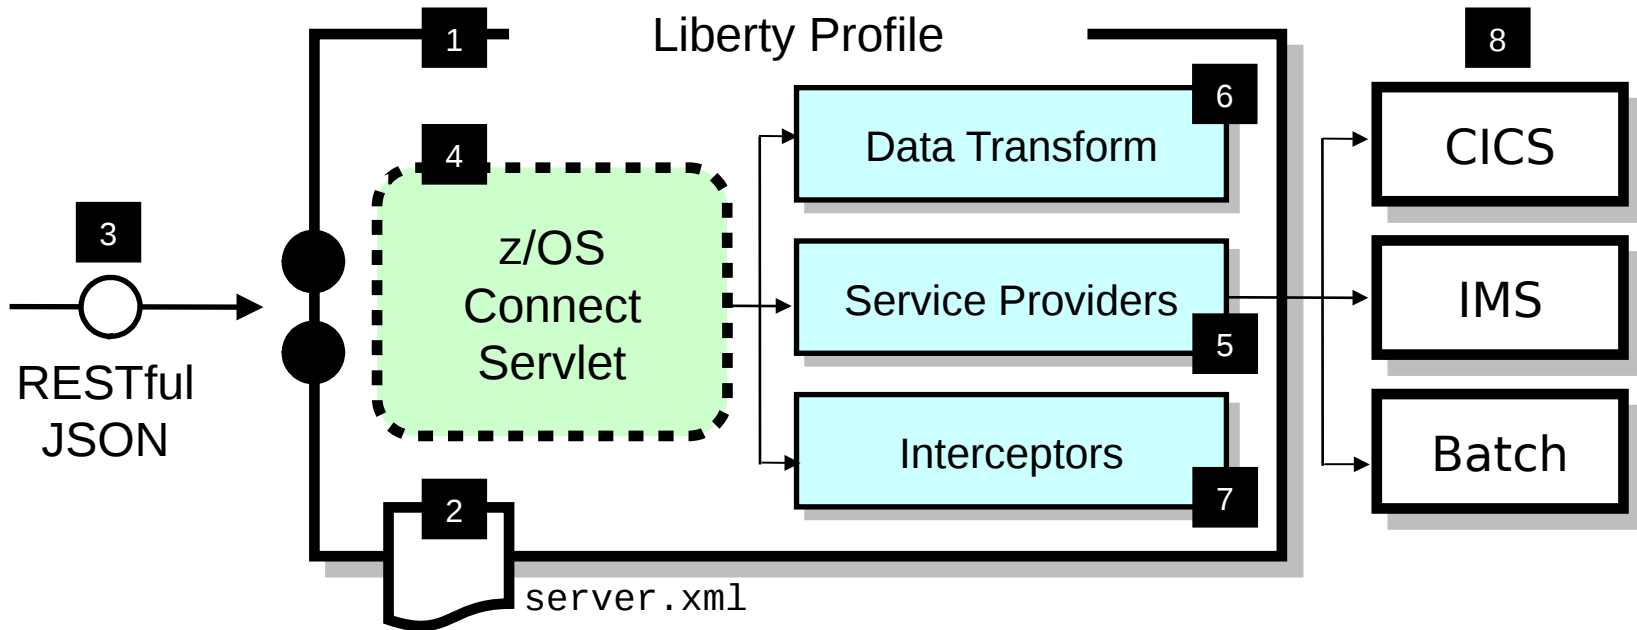 1
Liberty Profile
8
6
Data Transform
CICS
4
3
z/OS
Connect
Servlet
Service Providers
5
IMS
RESTful
JSON
Interceptors
7
Batch
2
server.xml